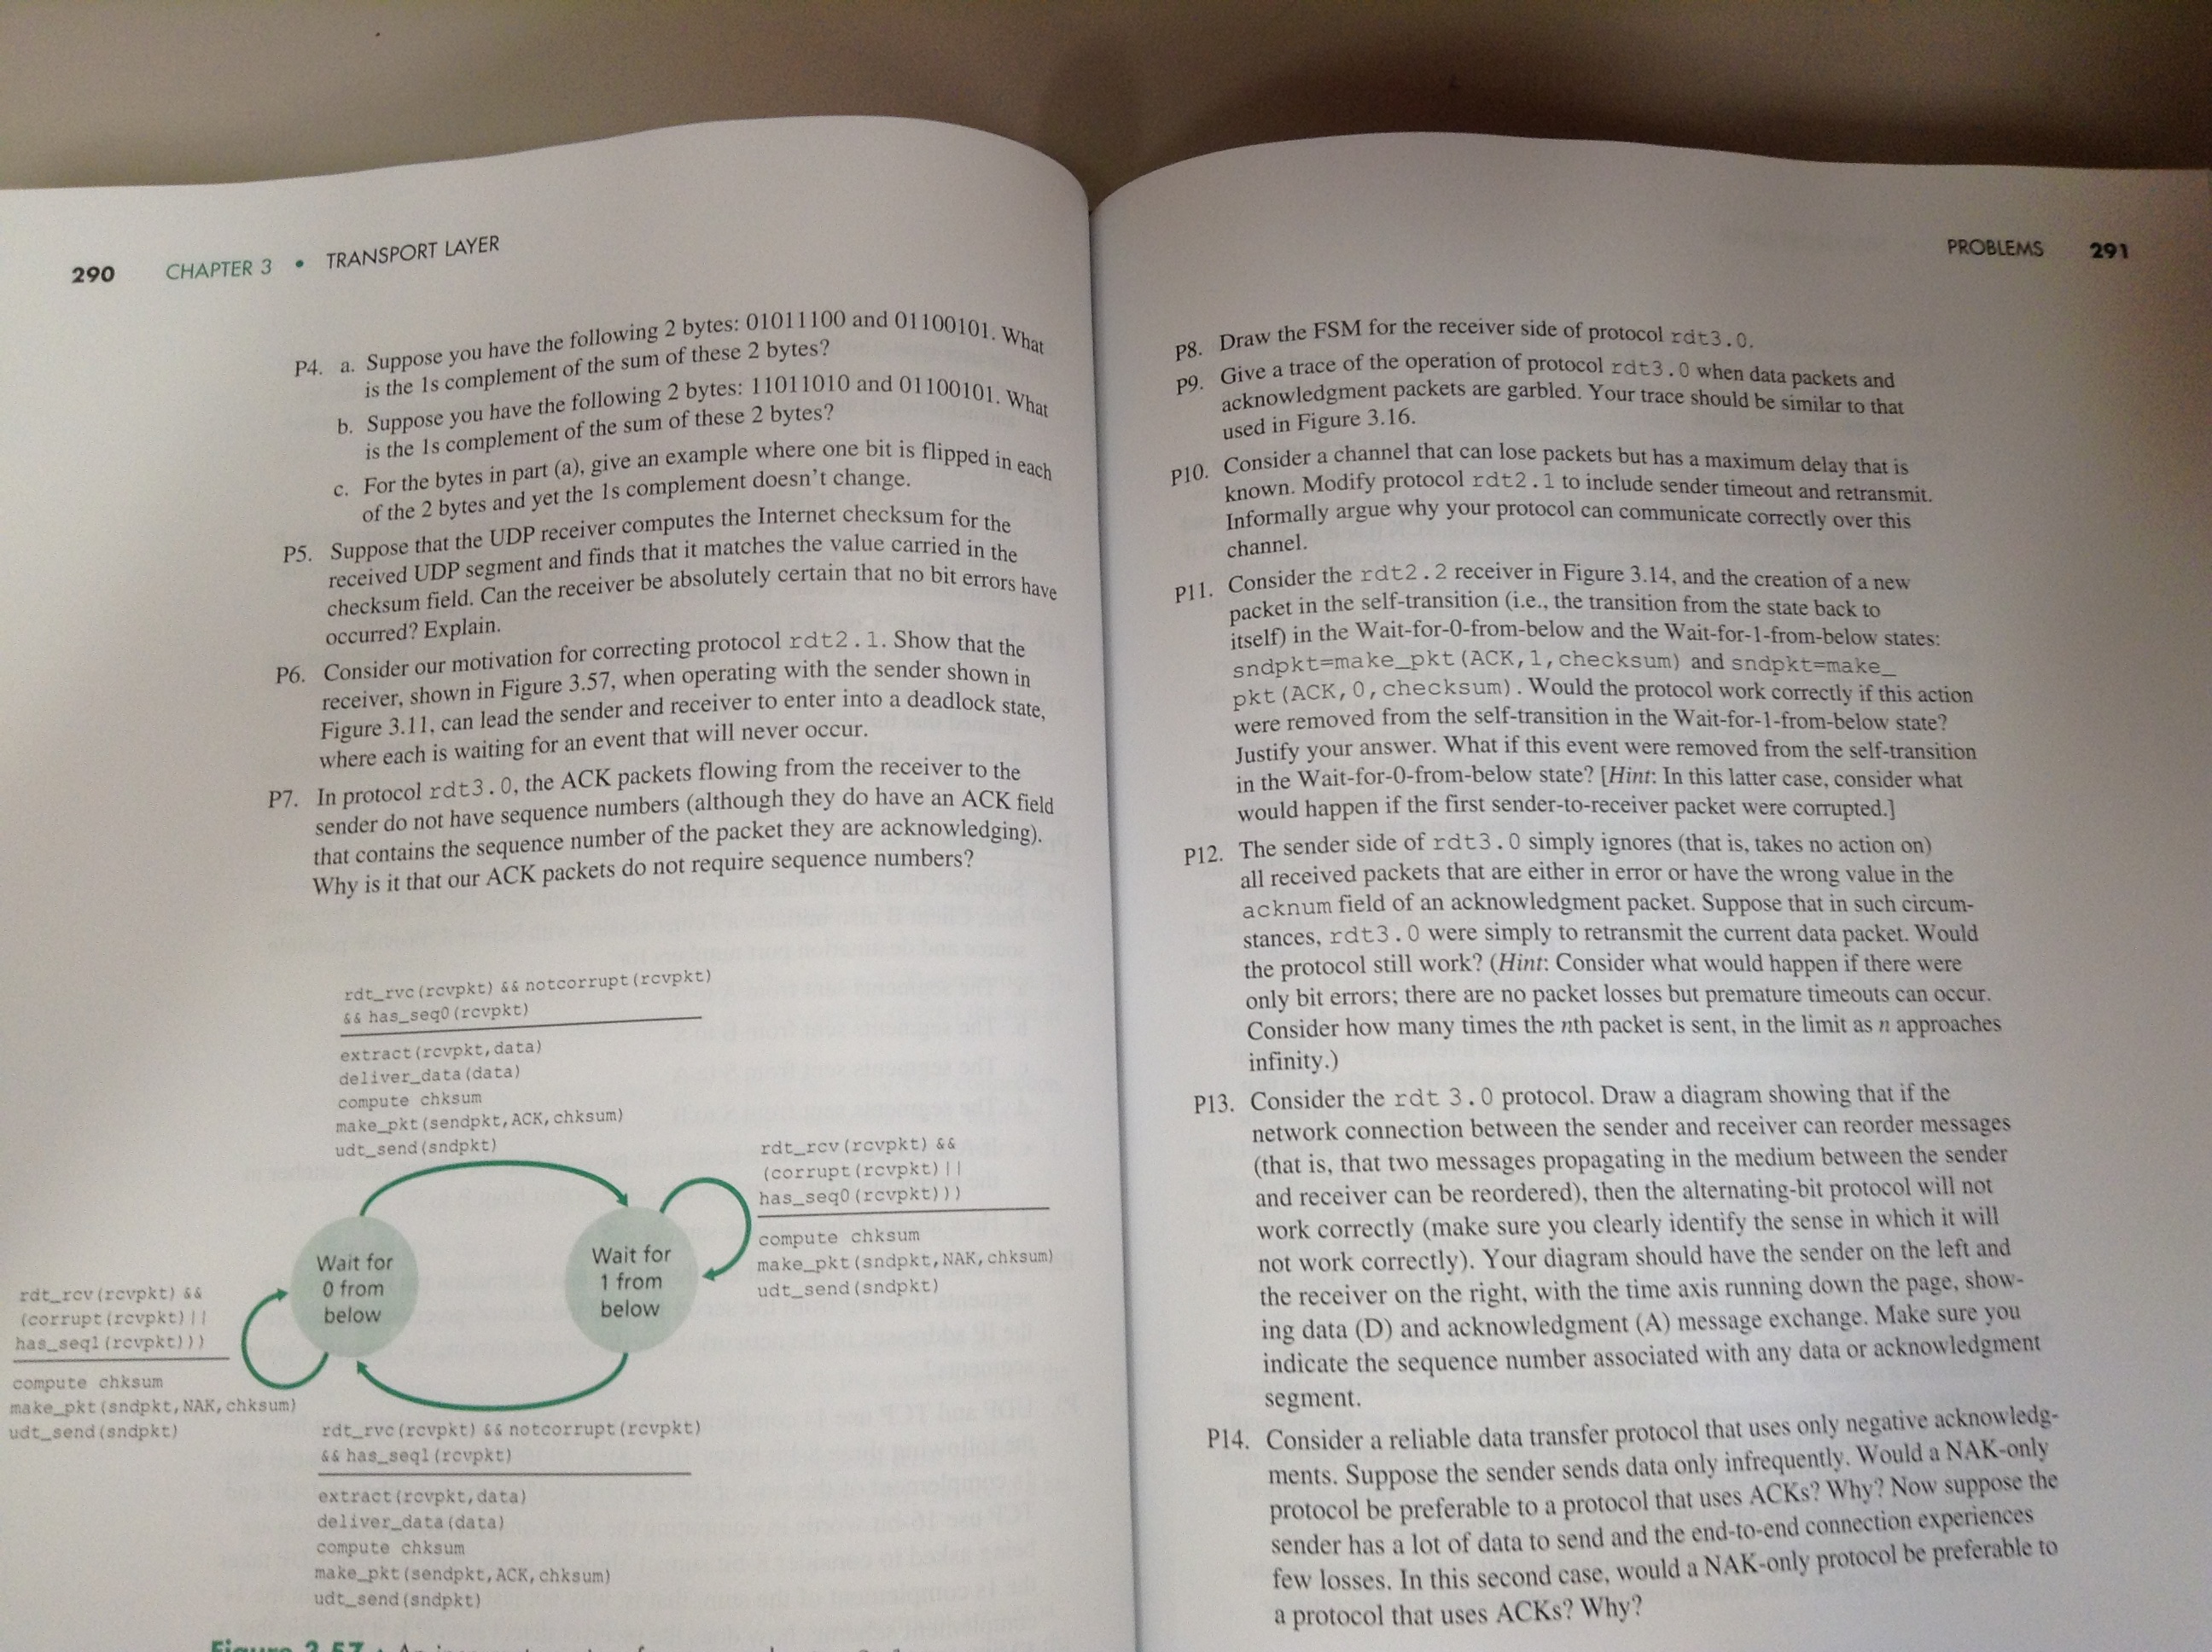 290 CHAPTER 3 • TRANSPORT LAYER
P4. a. Suppose you have the following 2 bytes: 01011100 and 01100101. What
is the 1s complement of the sum of these 2 bytes?
b. Suppose you have the following 2 bytes: 11011010 and 01100101. What
is the 1s complement of the sum of these 2 bytes?
c. For the bytes in part (a), give an example where one bit is flipped in each
of the 2 bytes and yet the 1s complement doesn't change.
P5. Suppose that the UDP receiver computes the Internet checksum for the
received UDP segment and finds that it matches the value carried in the
checksum field. Can the receiver be absolutely certain that no bit errors have
occurred? Explain.
P6. Consider our motivation for correcting protocol rdt2.1. Show that the
receiver, shown in Figure 3.57, when operating with the sender shown in
Figure 3.11, can lead the sender and receiver to enter into a deadlock state,
where each is waiting for an event that will never occur.
P7. In protocol rdt3.0, the ACK packets flowing from the receiver to the
sender do not have sequence numbers (although they do have an ACK field
that contains the sequence number of the packet they are acknowledging).
Why is it that our ACK packets do not require sequence numbers?
rdt_rvc(rcvpkt) && notcorrupt(rcvpkt)
&& has_seq0(rcvpkt)
extract(rcvpkt,data)
deliver_data(data)
compute chksum
make_pkt(sendpkt,ACK,chksum)
udt_send(sndpkt)
rdt_rcv(rcvpkt) &&
(corrupt(rcvpkt)||
has_seq0(rcvpkt)))
compute chksum
make_pkt(sndpkt,NAK,chksum)
udt_send(sndpkt)
Wait for
0 from
below
Wait for
1 from
below
rdt_rcv(rcvpkt) &&
(corrupt(rcvpkt)||
has_seq1(rcvpkt)))
compute chksum
make_pkt(sndpkt,NAK,chksum)
udt_send(sndpkt)
rdt_rvc(rcvpkt) && notcorrupt(rcvpkt)
&& has_seq1(rcvpkt)
extract(rcvpkt,data)
deliver_data(data)
compute chksum
make_pkt(sendpkt,ACK,chksum)
udt_send(sndpkt)
Figure 3.57
PROBLEMS 291
P8. Draw the FSM for the receiver side of protocol rdt3.0.
P9. Give a trace of the operation of protocol rdt3.0 when data packets and
acknowledgment packets are garbled. Your trace should be similar to that
used in Figure 3.16.
P10. Consider a channel that can lose packets but has a maximum delay that is
known. Modify protocol rdt2.1 to include sender timeout and retransmit.
Informally argue why your protocol can communicate correctly over this
channel.
P11. Consider the rdt2.2 receiver in Figure 3.14, and the creation of a new
packet in the self-transition (i.e., the transition from the state back to
itself) in the Wait-for-0-from-below and the Wait-for-1-from-below states:
sndpkt=make_pkt(ACK,1,checksum) and sndpkt=make_
pkt(ACK,0,checksum). Would the protocol work correctly if this action
were removed from the self-transition in the Wait-for-1-from-below state?
Justify your answer. What if this event were removed from the self-transition
in the Wait-for-0-from-below state? [Hint: In this latter case, consider what
would happen if the first sender-to-receiver packet were corrupted.]
P12. The sender side of rdt3.0 simply ignores (that is, takes no action on)
all received packets that are either in error or have the wrong value in the
acknum field of an acknowledgment packet. Suppose that in such circum-
stances, rdt3.0 were simply to retransmit the current data packet. Would
the protocol still work? (Hint: Consider what would happen if there were
only bit errors; there are no packet losses but premature timeouts can occur.
Consider how many times the nth packet is sent, in the limit as n approaches
infinity.)
P13. Consider the rdt 3.0 protocol. Draw a diagram showing that if the
network connection between the sender and receiver can reorder messages
(that is, that two messages propagating in the medium between the sender
and receiver can be reordered), then the alternating-bit protocol will not
work correctly (make sure you clearly identify the sense in which it will
not work correctly). Your diagram should have the sender on the left and
the receiver on the right, with the time axis running down the page, show-
ing data (D) and acknowledgment (A) message exchange. Make sure you
indicate the sequence number associated with any data or acknowledgment
segment.
P14. Consider a reliable data transfer protocol that uses only negative acknowledg-
ments. Suppose the sender sends data only infrequently. Would a NAK-only
protocol be preferable to a protocol that uses ACKs? Why? Now suppose the
sender has a lot of data to send and the end-to-end connection experiences
few losses. In this second case, would a NAK-only protocol be preferable to
a protocol that uses ACKs? Why?